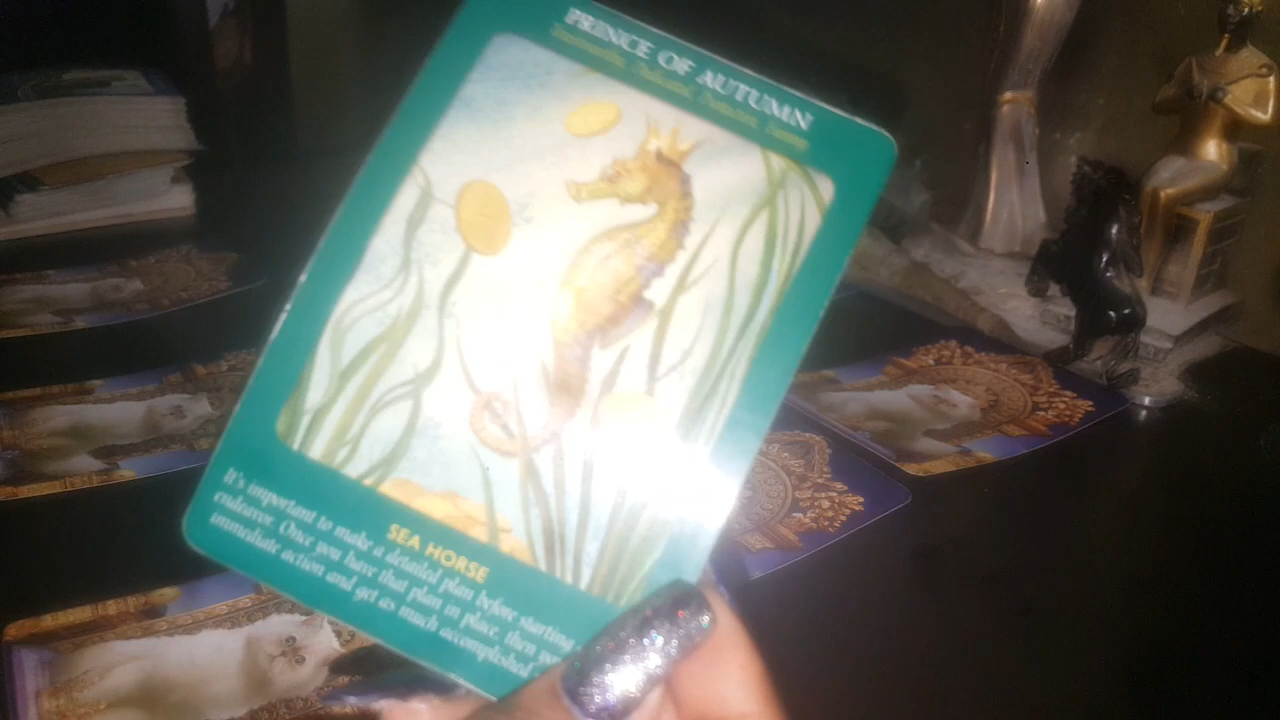 PRINCE OF AUTUMN
SEA HORSE
It's important to make a detailed plan before starting
endeavor. Once you have that plan in place, then you
immediate action and get as much accomplished